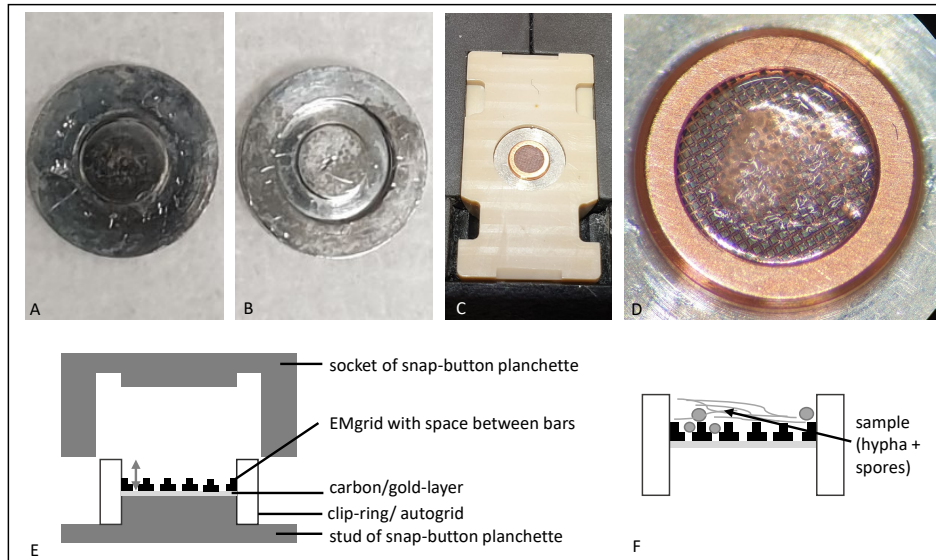 A
B
C
D
socket of snap-button planchette
EMgrid with space between bars
carbon/gold-layer
clip-ring/ autogrid
stud of snap-button planchette
E
sample
(hypha +
spores)
F